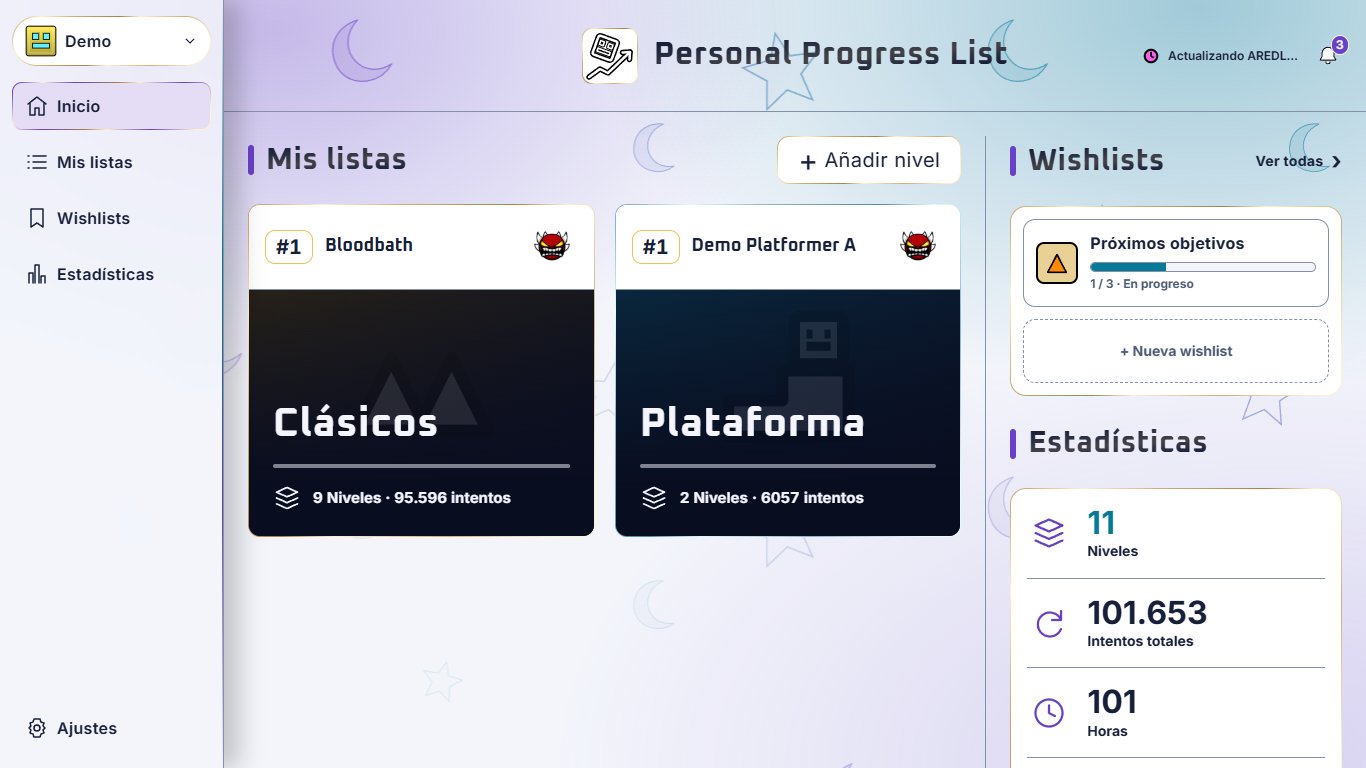 Demo
Inicio
Mis listas
Wishlists
Estadísticas
Ajustes
Personal Progress List
Actualizando AREDL...
3
Mis listas
+ Añadir nivel
#1 Bloodbath
Clásicos
9 Niveles · 95.596 intentos
#1 Demo Platformer A
Plataforma
2 Niveles · 6057 intentos
Wishlists
Ver todas
Próximos objetivos
1 / 3 · En progreso
+ Nueva wishlist
Estadísticas
11
Niveles
101.653
Intentos totales
101
Horas